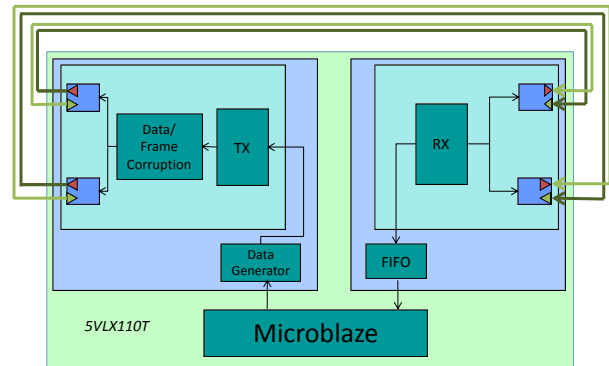 Data/
Frame
Corruption
TX
RX
Data
Generator
FIFO
5VLX110T
Microblaze